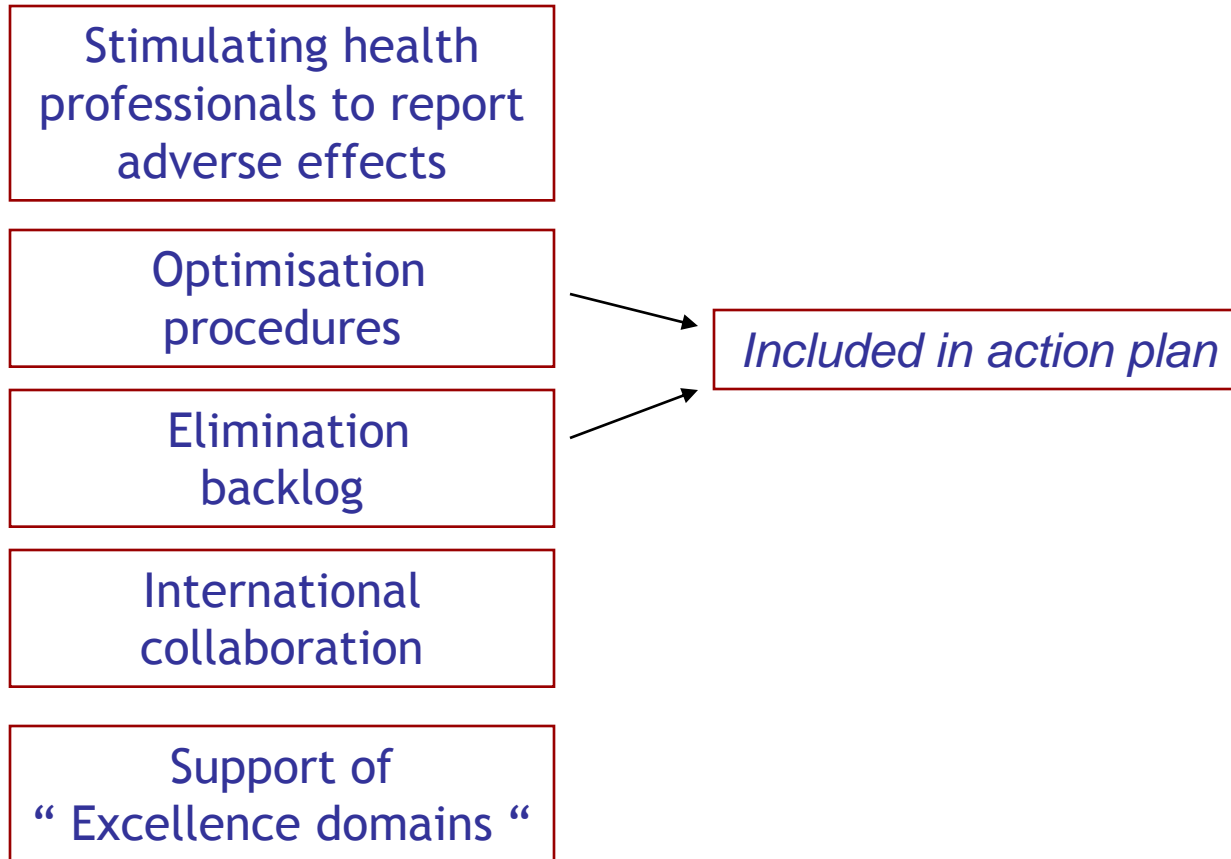 Stimulating health
professionals to report
adverse effects
Optimisation
procedures
Included in action plan
Elimination
backlog
International
collaboration
Support of
“ Excellence domains “